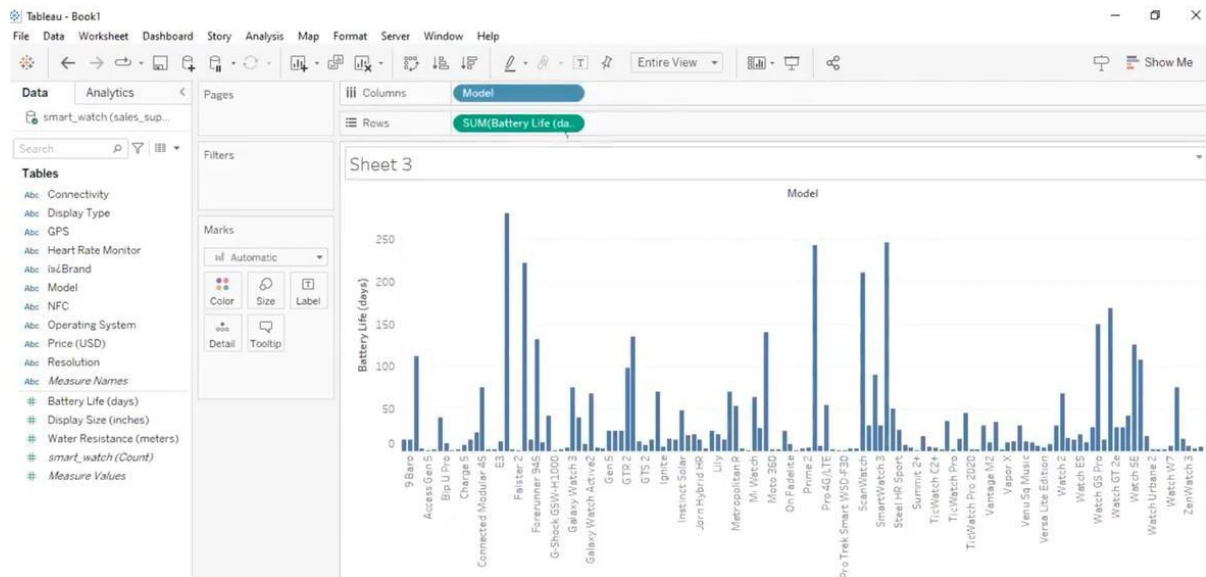 Tableau - Book1
File Data Worksheet Dashboard Story Analysis Map Format Server Window Help
Entire View
Show Me
Data Analytics
smart_watch (sales_sup...
Search
Tables
Abc Connectivity
Abc Display Type
Abc GPS
Abc Heart Rate Monitor
Abc ï»¿Brand
Abc Model
Abc NFC
Abc Operating System
Abc Price (USD)
Abc Resolution
Abc Measure Names
# Battery Life (days)
# Display Size (inches)
# Water Resistance (meters)
# smart_watch (Count)
# Measure Values
Pages
Filters
Marks
Automatic
Color Size Label
Detail Tooltip
Columns Model
Rows SUM(Battery Life (da..
Sheet 3
Model
Battery Life (days)
250
200
150
100
50
0
9 Baro
Access Gen 5
Bip U Pro
Charge 5
Connected Modular 4S
E3
Falster 2
Forerunner 945
G-Shock GSW-H1000
Galaxy Watch 3
Galaxy Watch Active2
Gen 5
GTR 2
GTS 2
Ignite
Instinct Solar
Jorn Hybrid HR
Lily
Metropolitan R
Mi Watch
Moto 360
On Fadelite
Prime 2
Pro 4G/LTE
Pro Trek Smart WSD-F30
ScanWatch
SmartWatch 3
Steel HR Sport
Summit 2+
TicWatch C2+
TicWatch Pro
TicWatch Pro 2020
Vantage M2
Vapor X
Venu Sq Music
Versa Lite Edition
Watch 2
Watch ES
Watch GS Pro
Watch GT 2e
Watch SE
Watch Urbane 2
Watch W7
ZenWatch 3